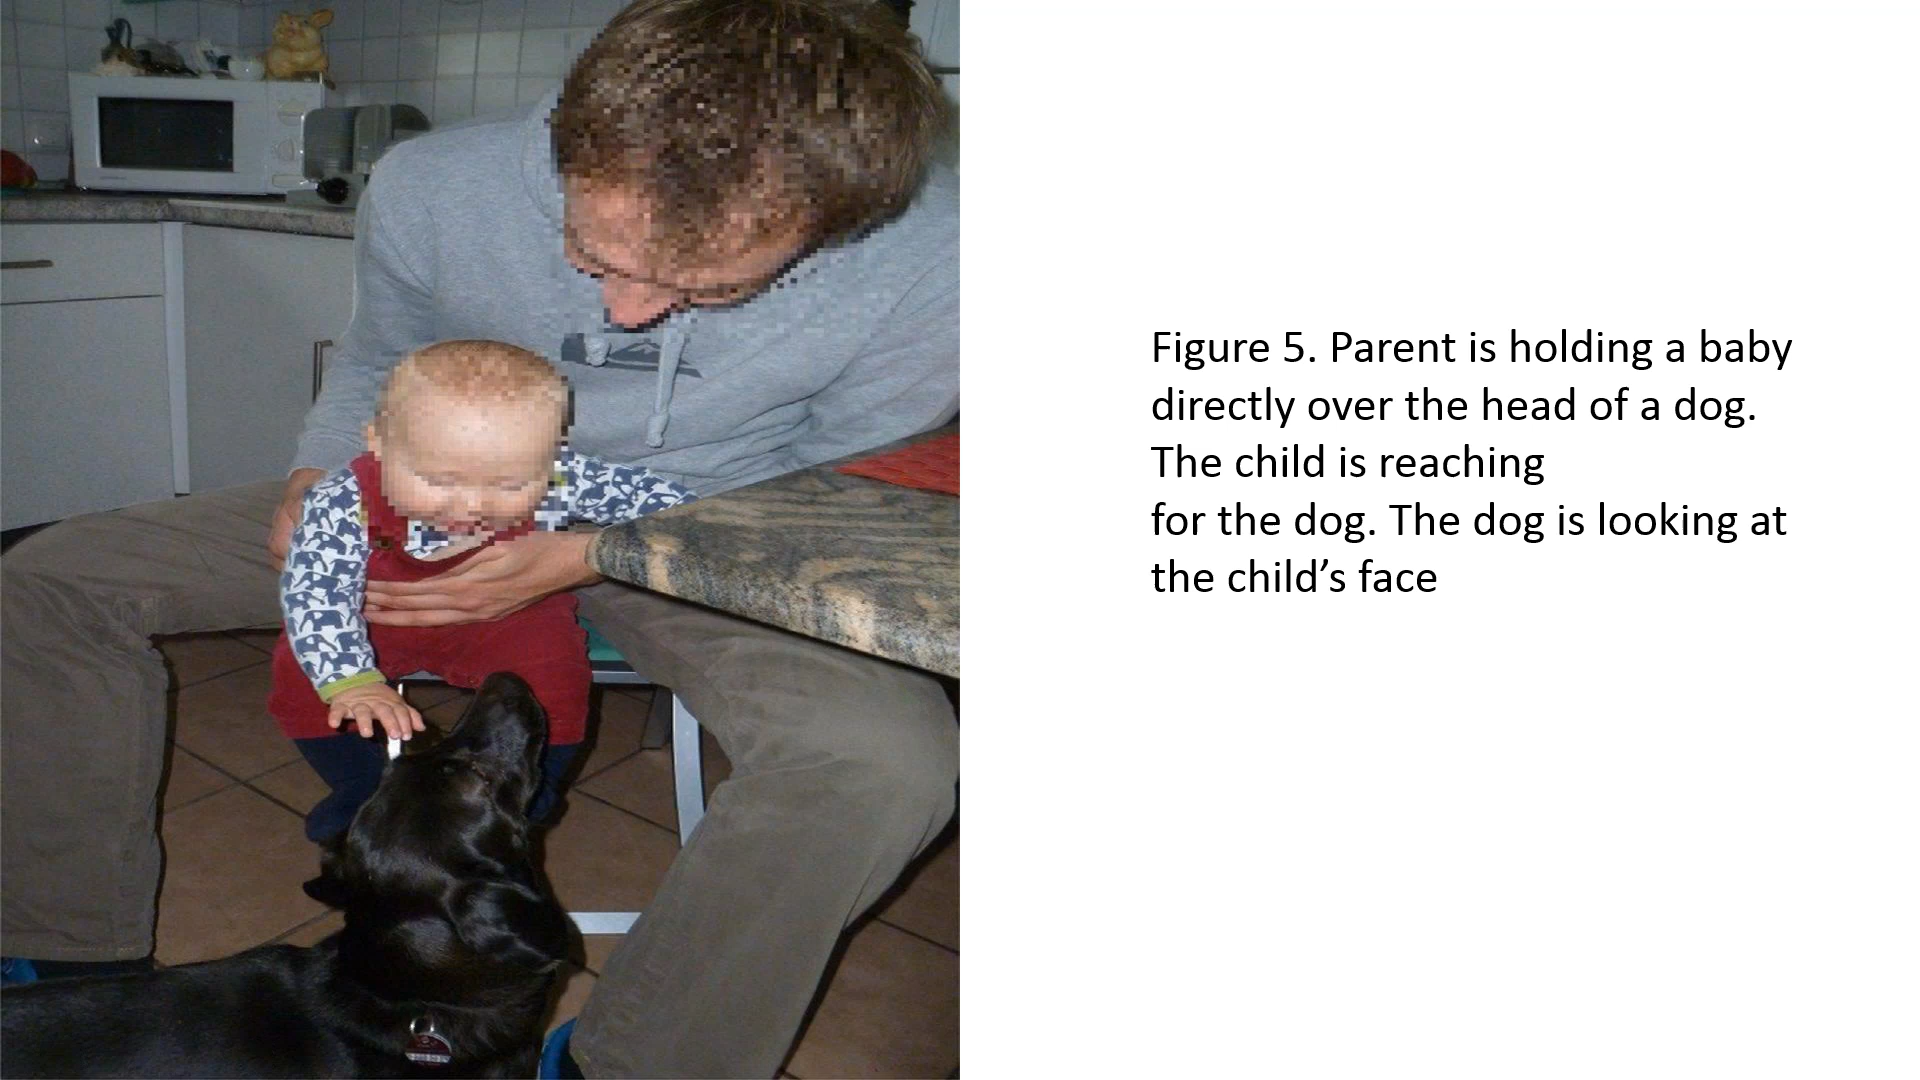 Figure 5. Parent is holding a baby
directly over the head of a dog.
The child is reaching
for the dog. The dog is looking at
the child’s face